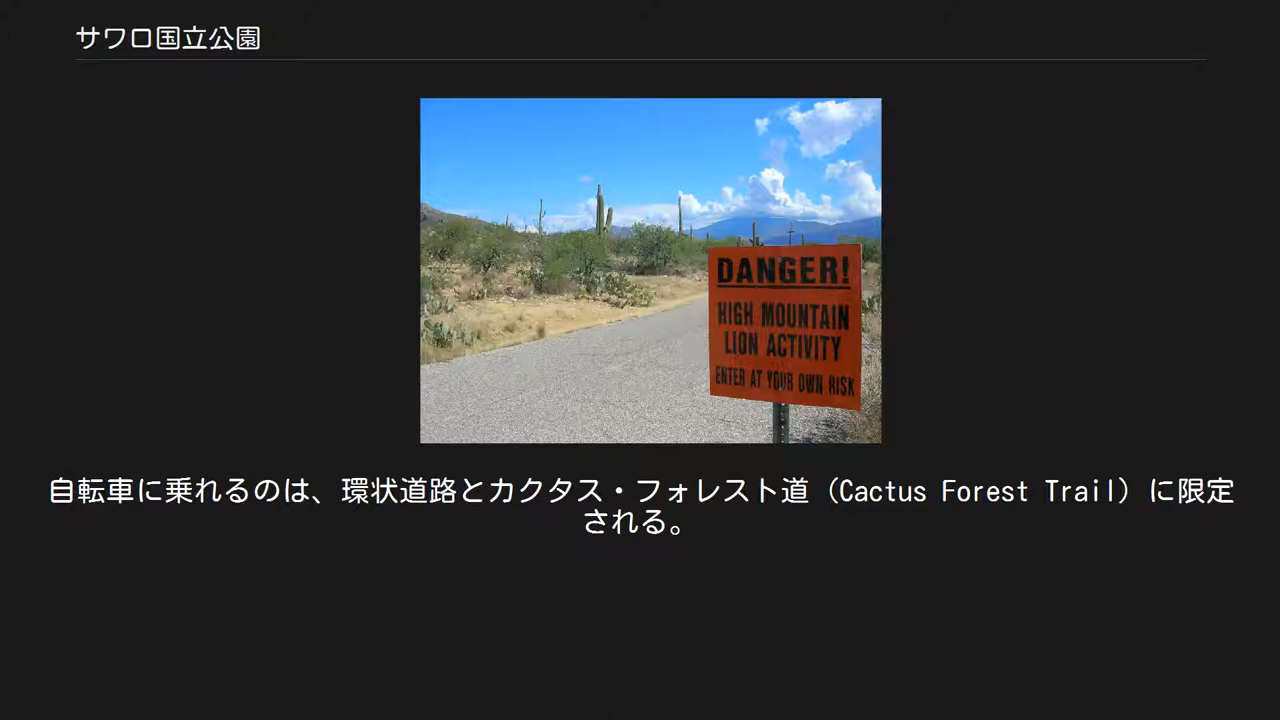 サワロ国立公園
DANGER!
HIGH MOUNTAIN
LION ACTIVITY
ENTER AT YOUR OWN RISK
自転車に乗れるのは、環状道路とカクタス・フォレスト道（Cactus Forest Trail）に限定
される。